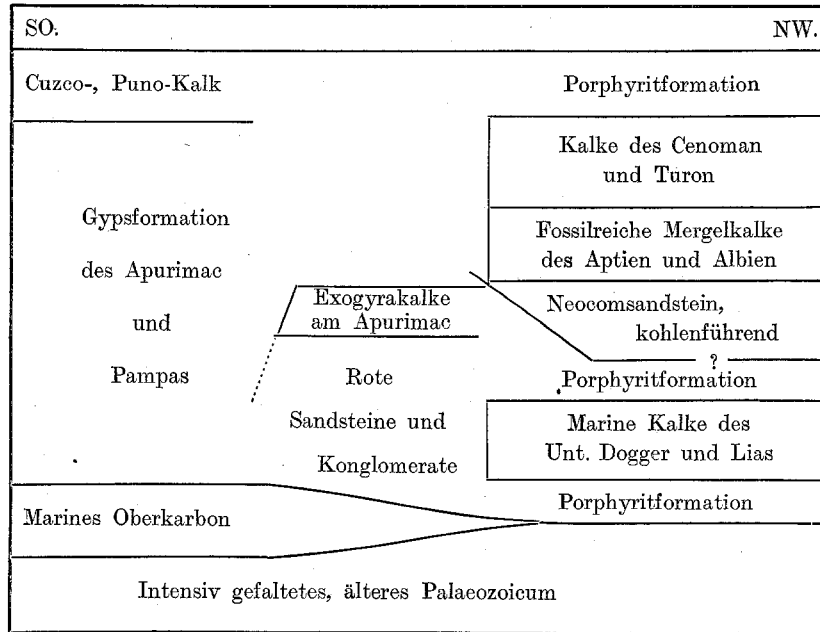 SO.
NW.
Cuzco-, Puno-Kalk
Porphyritformation
Kalke des Cenoman
und Turon
Gypsformation
des Apurimac
und
Pampas
Fossilreiche Mergelkalke
des Aptien und Albien
Exogyrakalke
am Apurimac
Neocomsandstein,
kohlenführend
?
Rote
Sandsteine und
Konglomerate
Porphyritformation
Marine Kalke des
Unt. Dogger und Lias
Porphyritformation
Marines Oberkarbon
Intensiv gefaltetes, älteres Palaeozoicum